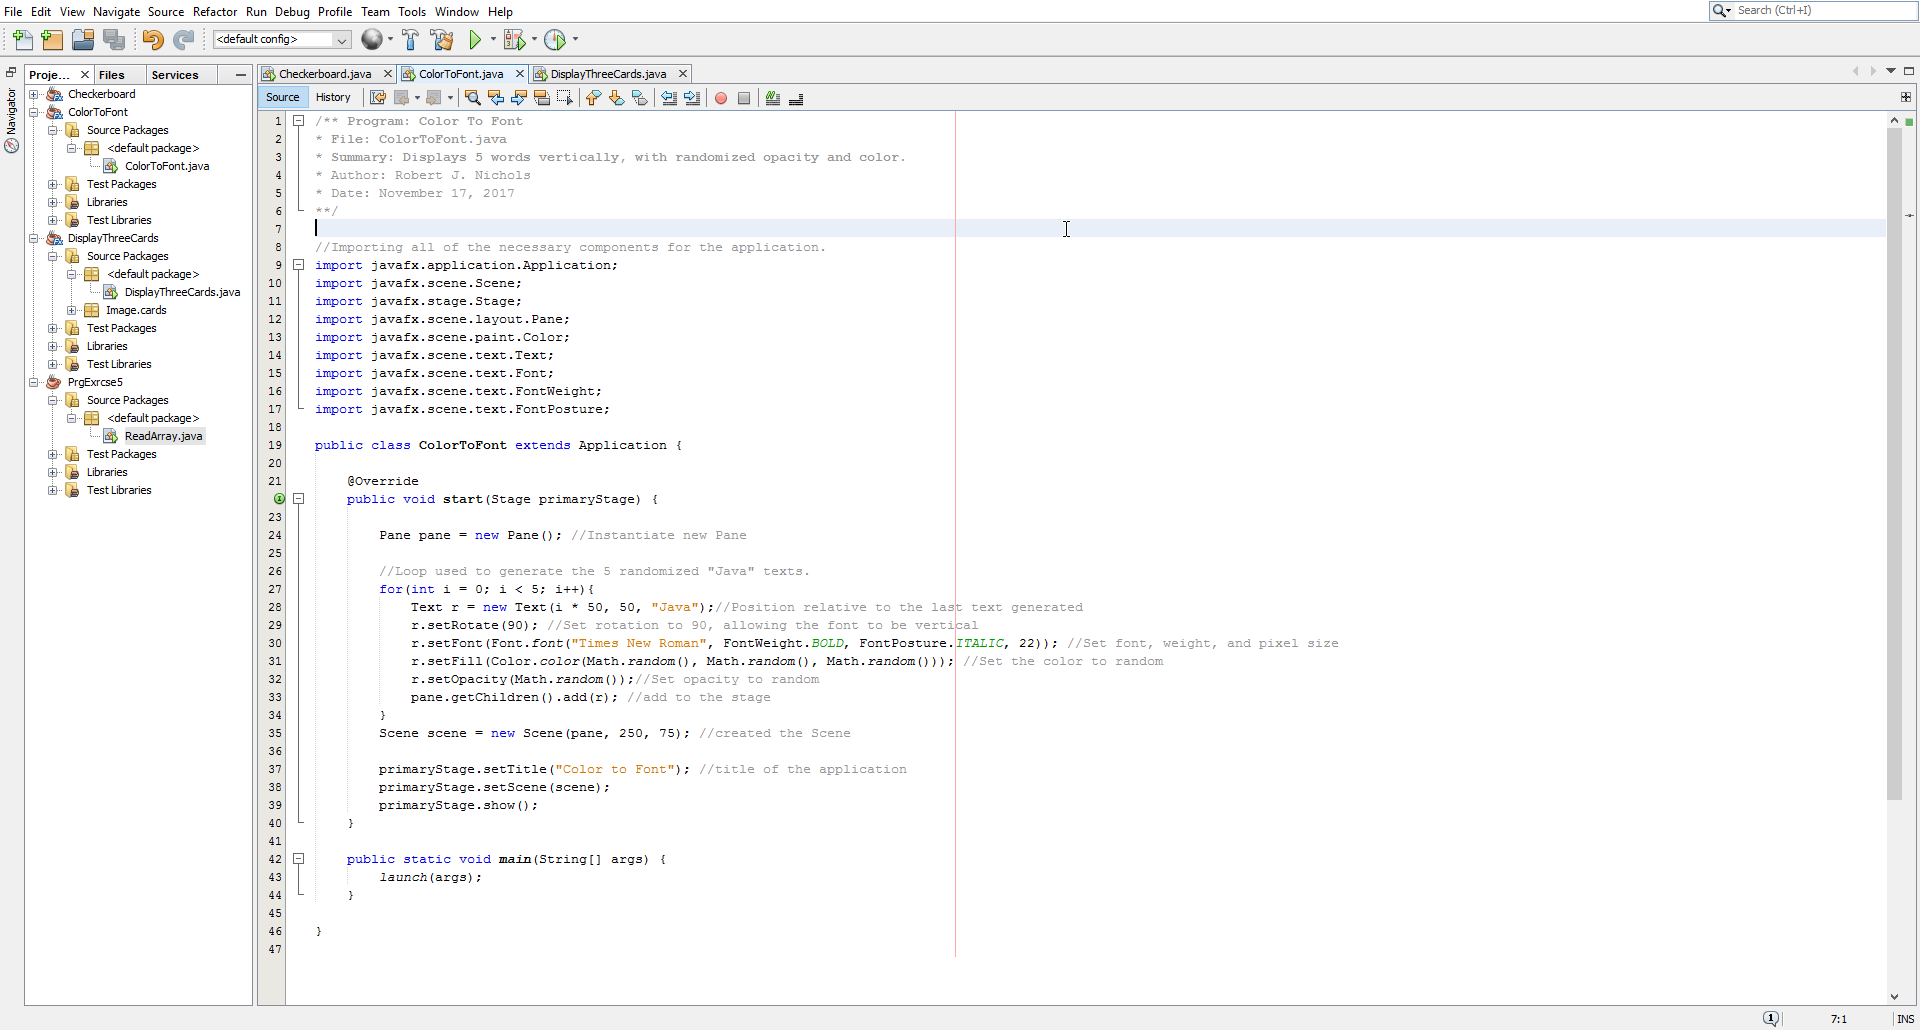 File Edit View Navigate Source Refactor Run Debug Profile Team Tools Window Help
Search (Ctrl+I)
<default config>
Proje... Files Services
Navigator
Checkerboard
ColorToFont
Source Packages
<default package>
ColorToFont.java
Test Packages
Libraries
Test Libraries
DisplayThreeCards
Source Packages
<default package>
DisplayThreeCards.java
Image.cards
Test Packages
Libraries
Test Libraries
PrgExrcse5
Source Packages
<default package>
ReadArray.java
Test Packages
Libraries
Test Libraries
Checkerboard.java ColorToFont.java DisplayThreeCards.java
Source History
1 /** Program: Color To Font
2 * File: ColorToFont.java
3 * Summary: Displays 5 words vertically, with randomized opacity and color.
4 * Author: Robert J. Nichols
5 * Date: November 17, 2017
6 **/
7
8 //Importing all of the necessary components for the application.
9 import javafx.application.Application;
10 import javafx.scene.Scene;
11 import javafx.stage.Stage;
12 import javafx.scene.layout.Pane;
13 import javafx.scene.paint.Color;
14 import javafx.scene.text.Text;
15 import javafx.scene.text.Font;
16 import javafx.scene.text.FontWeight;
17 import javafx.scene.text.FontPosture;
18
19 public class ColorToFont extends Application {
20
21 @Override
public void start(Stage primaryStage) {
23
24 Pane pane = new Pane(); //Instantiate new Pane
25
26 //Loop used to generate the 5 randomized "Java" texts.
27 for(int i = 0; i < 5; i++){
28 Text r = new Text(i * 50, 50, "Java");//Position relative to the last text generated
29 r.setRotate(90); //Set rotation to 90, allowing the font to be vertical
30 r.setFont(Font.font("Times New Roman", FontWeight.BOLD, FontPosture.ITALIC, 22)); //Set font, weight, and pixel size
31 r.setFill(Color.color(Math.random(), Math.random(), Math.random())); //Set the color to random
32 r.setOpacity(Math.random());//Set opacity to random
33 pane.getChildren().add(r); //add to the stage
34 }
35 Scene scene = new Scene(pane, 250, 75); //created the Scene
36
37 primaryStage.setTitle("Color to Font"); //title of the application
38 primaryStage.setScene(scene);
39 primaryStage.show();
40 }
41
42 public static void main(String[] args) {
43 launch(args);
44 }
45
46 }
47
7:1 INS